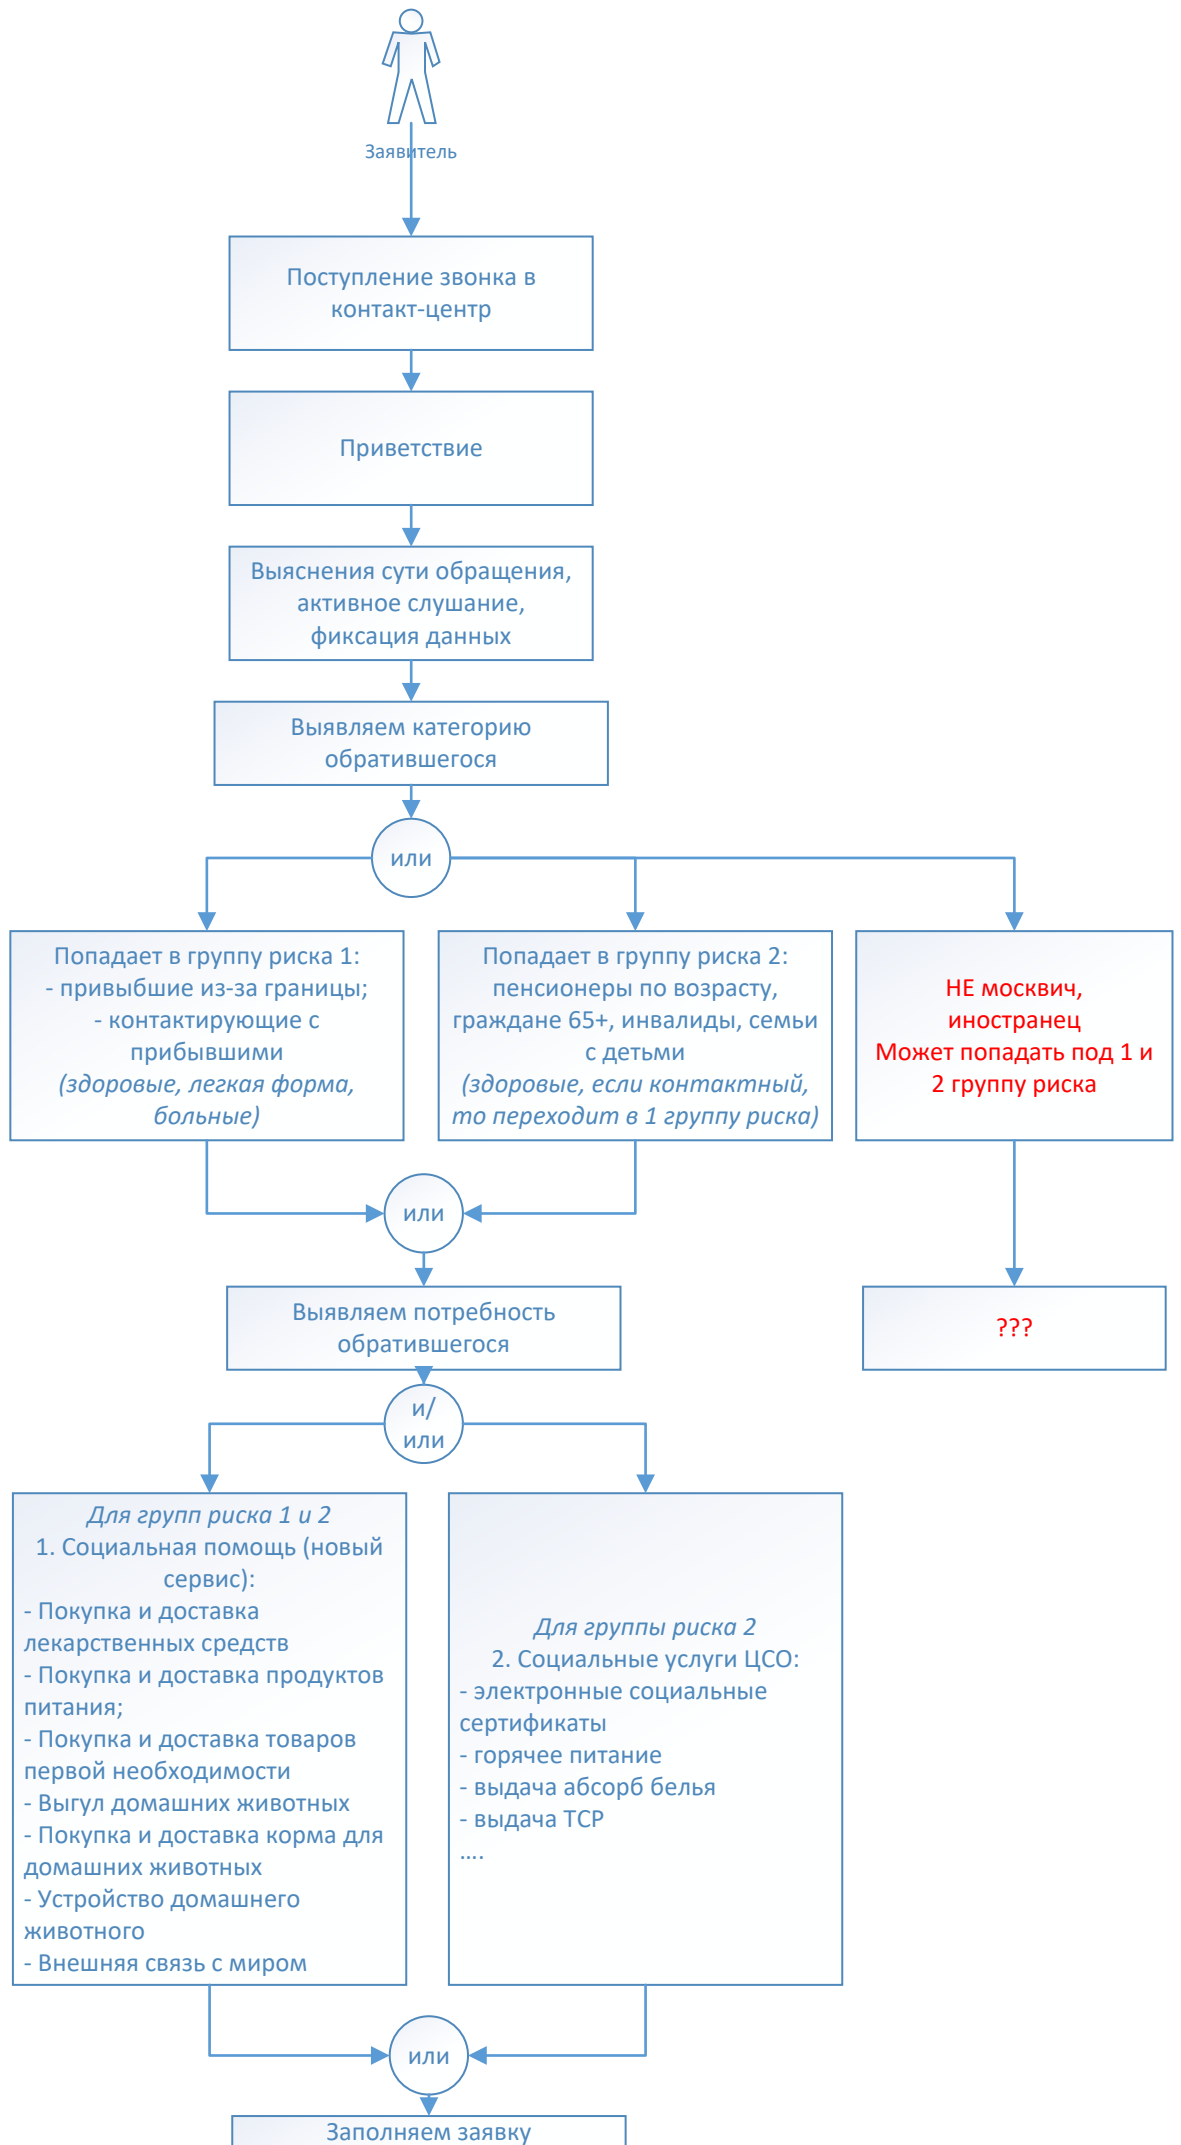 Заявитель
Поступление звонка в
контакт-центр
Приветствие
Выяснения сути обращения,
активное слушание,
фиксация данных
Выявляем категорию
обратившегося
или
Попадает в группу риска 1:
- привыбшие из-за границы;
- контактирующие с
прибывшими
(здоровые, легкая форма,
больные)
Попадает в группу риска 2:
пенсионеры по возрасту,
граждане 65+, инвалиды, семьи
с детьми
(здоровые, если контактный,
то переходит в 1 группу риска)
НЕ москвич,
иностранец
Может попадать под 1 и
2 группу риска
или
Выявляем потребность
обратившегося
???
и/
или
Для групп риска 1 и 2
1. Социальная помощь (новый
сервис):
- Покупка и доставка
лекарственных средств
- Покупка и доставка продуктов
питания;
- Покупка и доставка товаров
первой необходимости
- Выгул домашних животных
- Покупка и доставка корма для
домашних животных
- Устройство домашнего
животного
- Внешняя связь с миром
Для группы риска 2
2. Социальные услуги ЦСО:
- электронные социальные
сертификаты
- горячее питание
- выдача абсорб белья
- выдача ТСР
....
или
Заполняем заявку